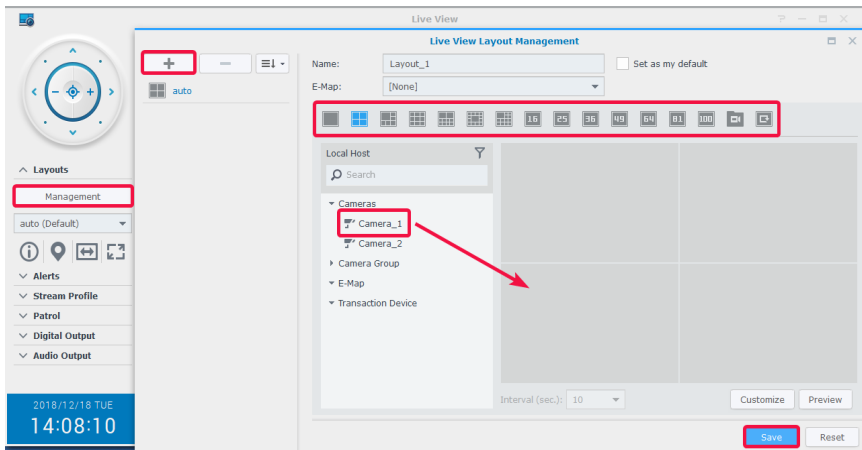 Live View
Live View Layout Management
Name:
Layout_1
Set as my default
E-Map:
[None]
auto
16
25
36
49
64
81
100
Layouts
Management
auto (Default)
Alerts
Stream Profile
Patrol
Digital Output
Audio Output
2018/12/18 TUE
14:08:10
Local Host
Search
Cameras
Camera_1
Camera_2
Camera Group
E-Map
Transaction Device
Interval (sec.):
10
Customize
Preview
Save
Reset